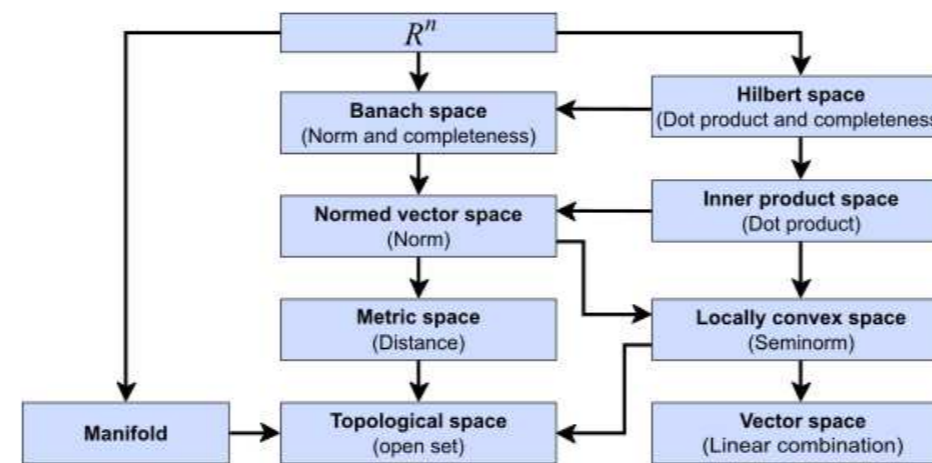 Rⁿ
Banach space
(Norm and completeness)
Hilbert space
(Dot product and completeness
Normed vector space
(Norm)
Inner product space
(Dot product)
Metric space
(Distance)
Locally convex space
(Seminorm)
Manifold
Topological space
(open set)
Vector space
(Linear combination)